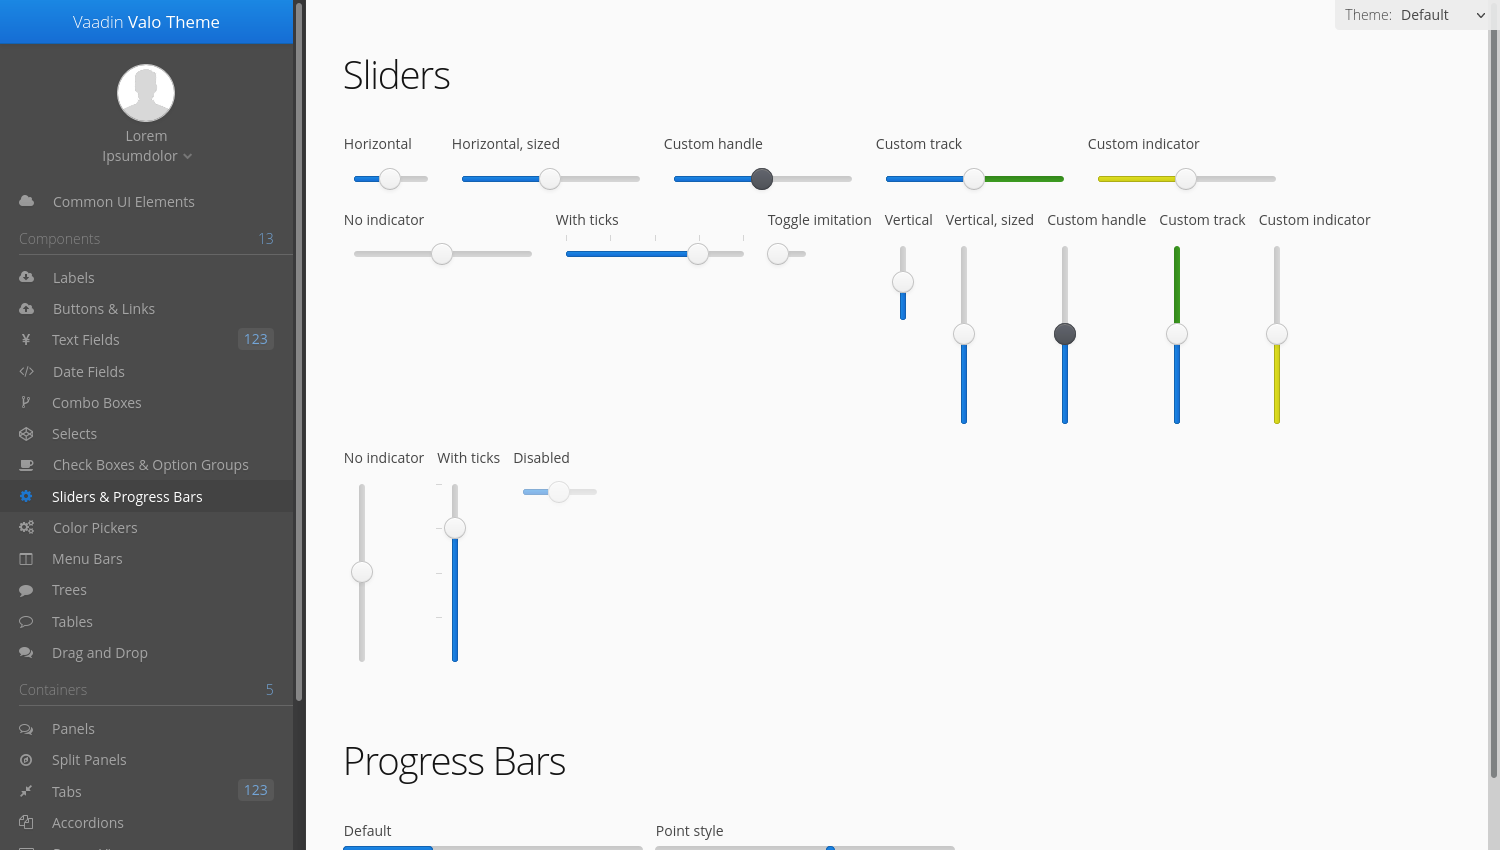 Vaadin Valo Theme
Lorem
Ipsumdolor
Common UI Elements
Components 13
Labels
Buttons & Links
Text Fields 123
Date Fields
Combo Boxes
Selects
Check Boxes & Option Groups
Sliders & Progress Bars
Color Pickers
Menu Bars
Trees
Tables
Drag and Drop
Containers 5
Panels
Split Panels
Tabs 123
Accordions
Theme: Default
Sliders
Horizontal Horizontal, sized Custom handle Custom track Custom indicator
No indicator With ticks Toggle imitation Vertical Vertical, sized Custom handle Custom track Custom indicator
No indicator With ticks Disabled
Progress Bars
Default Point style